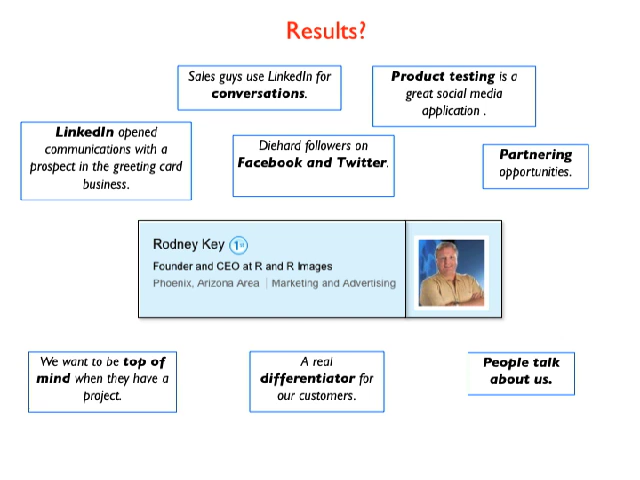 Results?
Sales guys use LinkedIn for
conversations.
Product testing is a
great social media
application .
LinkedIn opened
communications with a
prospect in the greeting card
business.
Diehard followers on
Facebook and Twitter.
Partnering
opportunities.
Rodney Key 1st
Founder and CEO at R and R Images
Phoenix, Arizona Area | Marketing and Advertising
We want to be top of
mind when they have a
project.
A real
differentiator for
our customers.
People talk
about us.